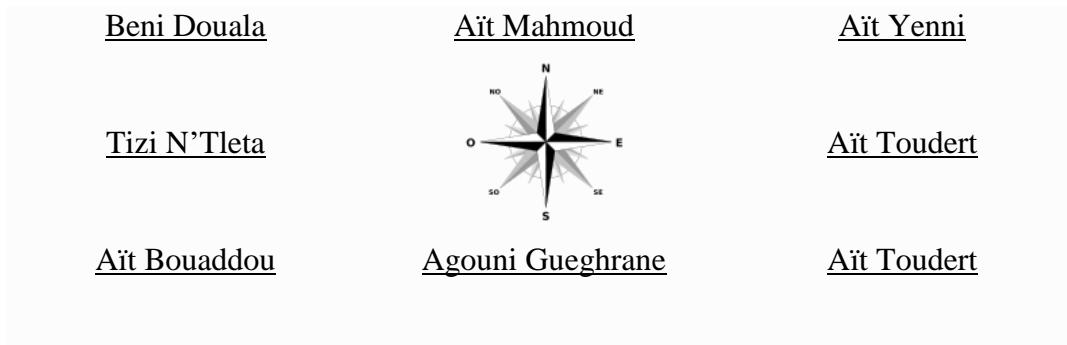 Beni Douala Aït Mahmoud Aït Yenni
N
NO NE
Tizi N’Tleta O E Aït Toudert
SO SE
S
Aït Bouaddou Agouni Gueghrane Aït Toudert